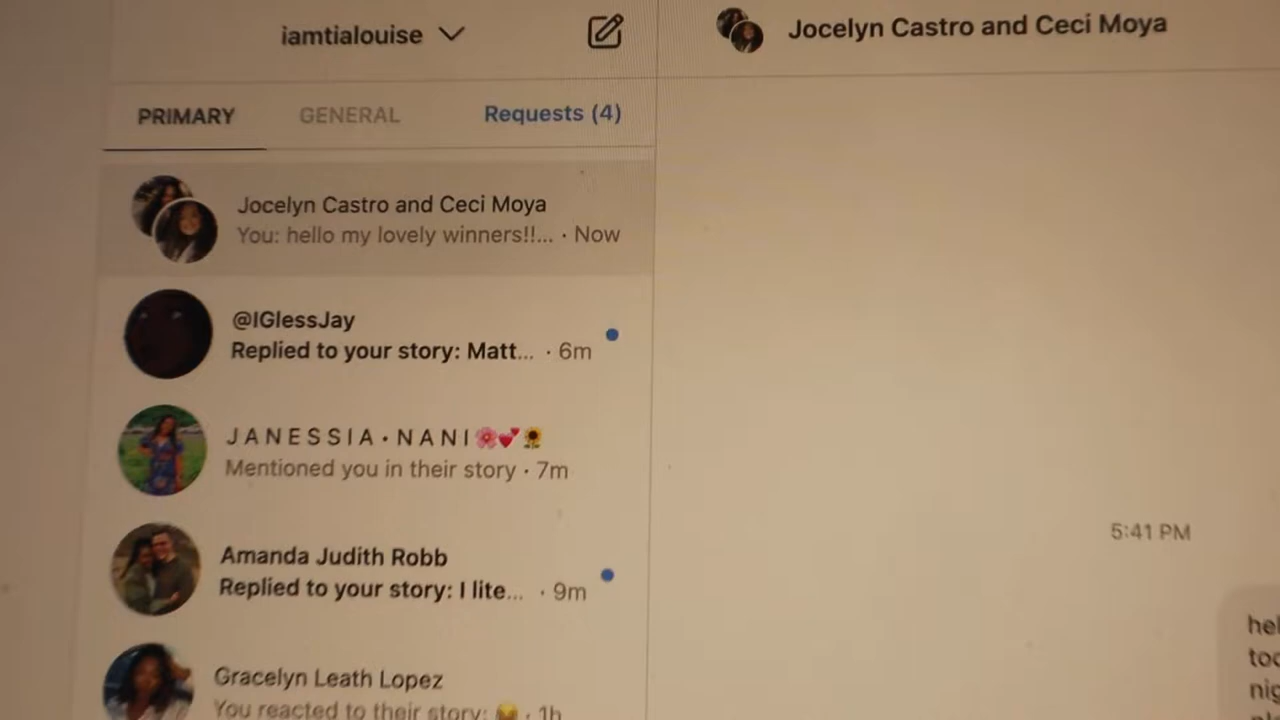 iamtialouise
Jocelyn Castro and Ceci Moya
PRIMARY GENERAL Requests (4)
Jocelyn Castro and Ceci Moya
You: hello my lovely winners!!... · Now
@IGlessJay
Replied to your story: Matt... · 6m
J A N E S S I A • N A N I🌸💕🌻
Mentioned you in their story · 7m
Amanda Judith Robb
Replied to your story: I lite... · 9m
Gracelyn Leath Lopez
You reacted to their story: 😂 · 1h
5:41 PM